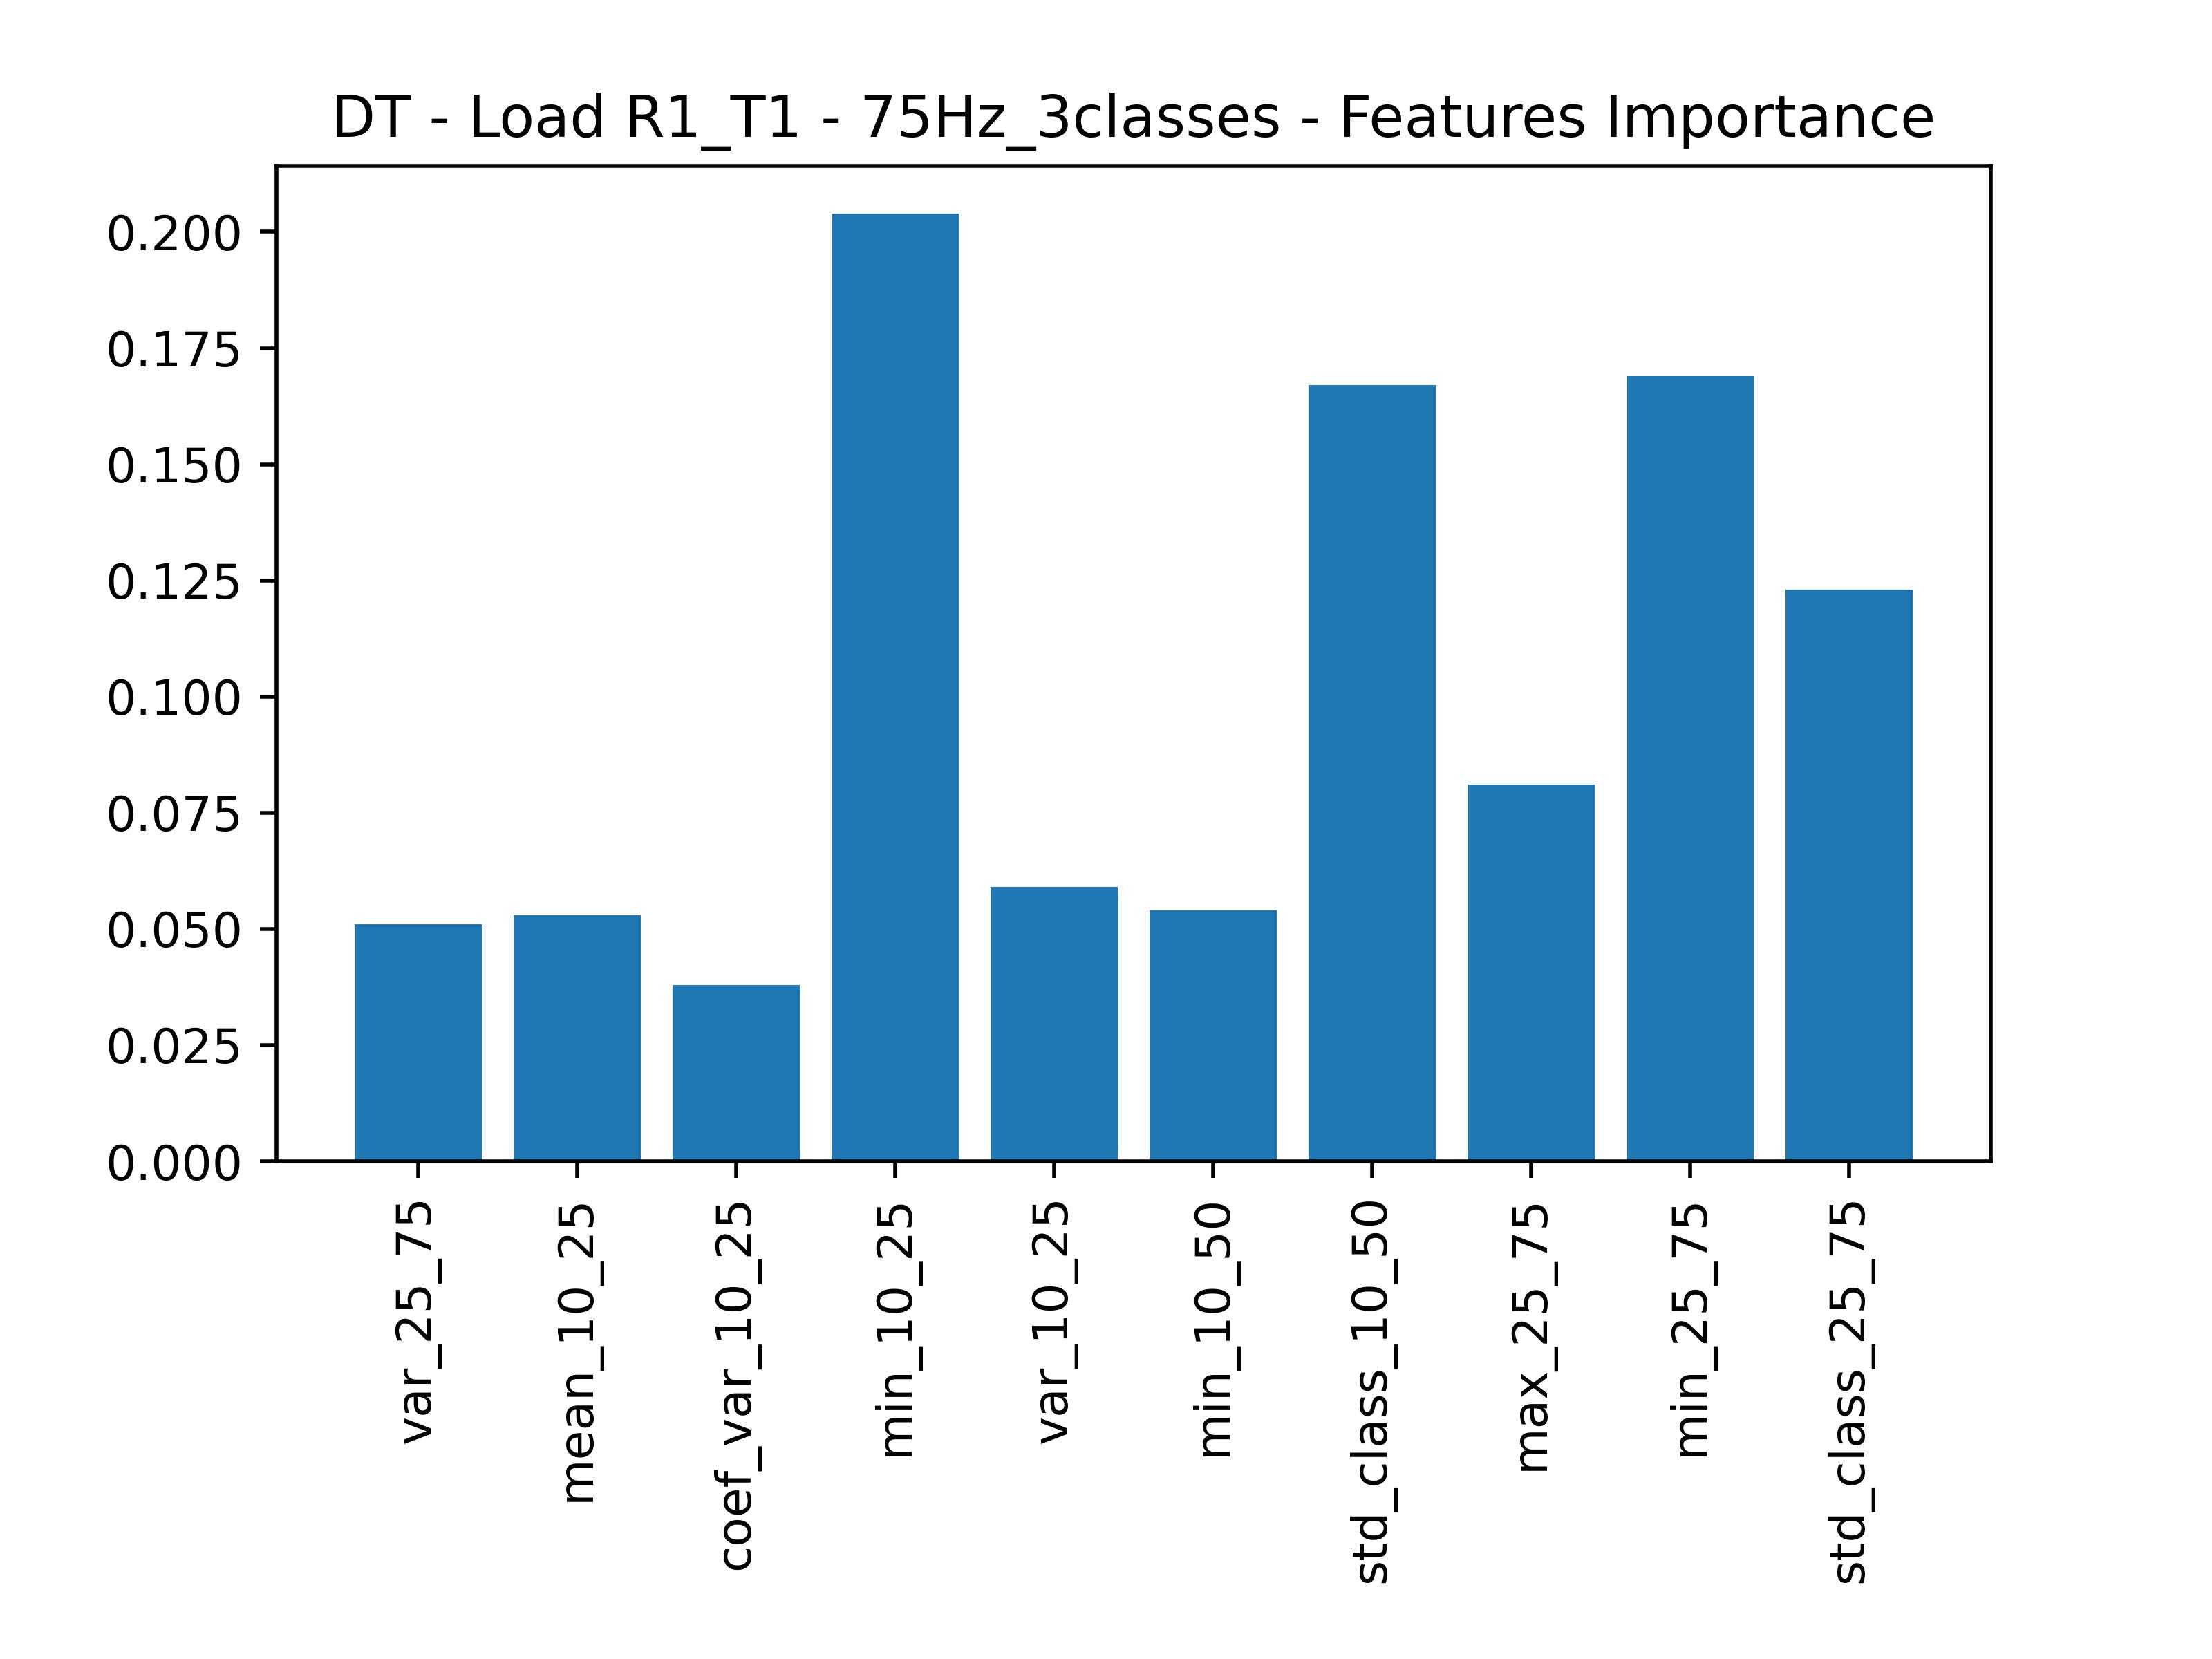 DT - Load R1_T1 - 75Hz_3classes - Features Importance
0.200
0.175
0.150
0.125
0.100
0.075
0.050
0.025
0.000
var_25_75
mean_10_25
coef_var_10_25
min_10_25
var_10_25
min_10_50
std_class_10_50
max_25_75
min_25_75
std_class_25_75